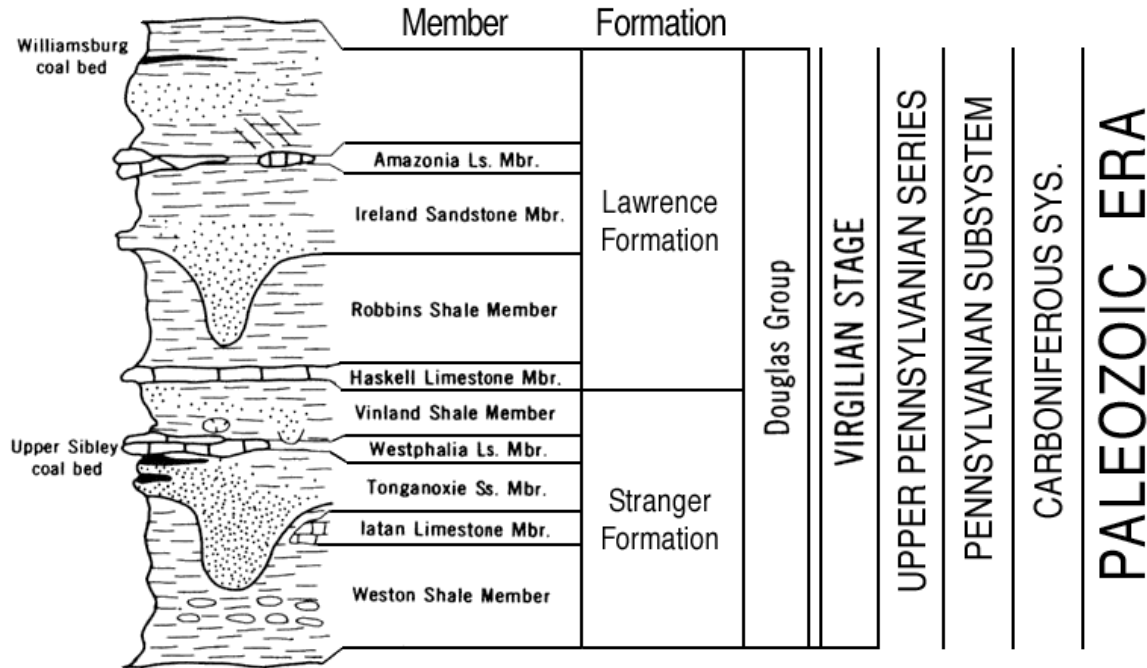 Member
Formation
Williamsburg
coal bed
Amazonia Ls. Mbr.
Ireland Sandstone Mbr.
Robbins Shale Member
Haskell Limestone Mbr.
Lawrence
Formation
Vinland Shale Member
Upper Sibley
coal bed
Westphalia Ls. Mbr.
Tonganoxie Ss. Mbr.
Iatan Limestone Mbr.
Weston Shale Member
Stranger
Formation
Douglas Group
VIRGILIAN STAGE
UPPER PENNSYLVANIAN SERIES
PENNSYLVANIAN SUBSYSTEM
CARBONIFEROUS SYS.
PALEOZOIC ERA